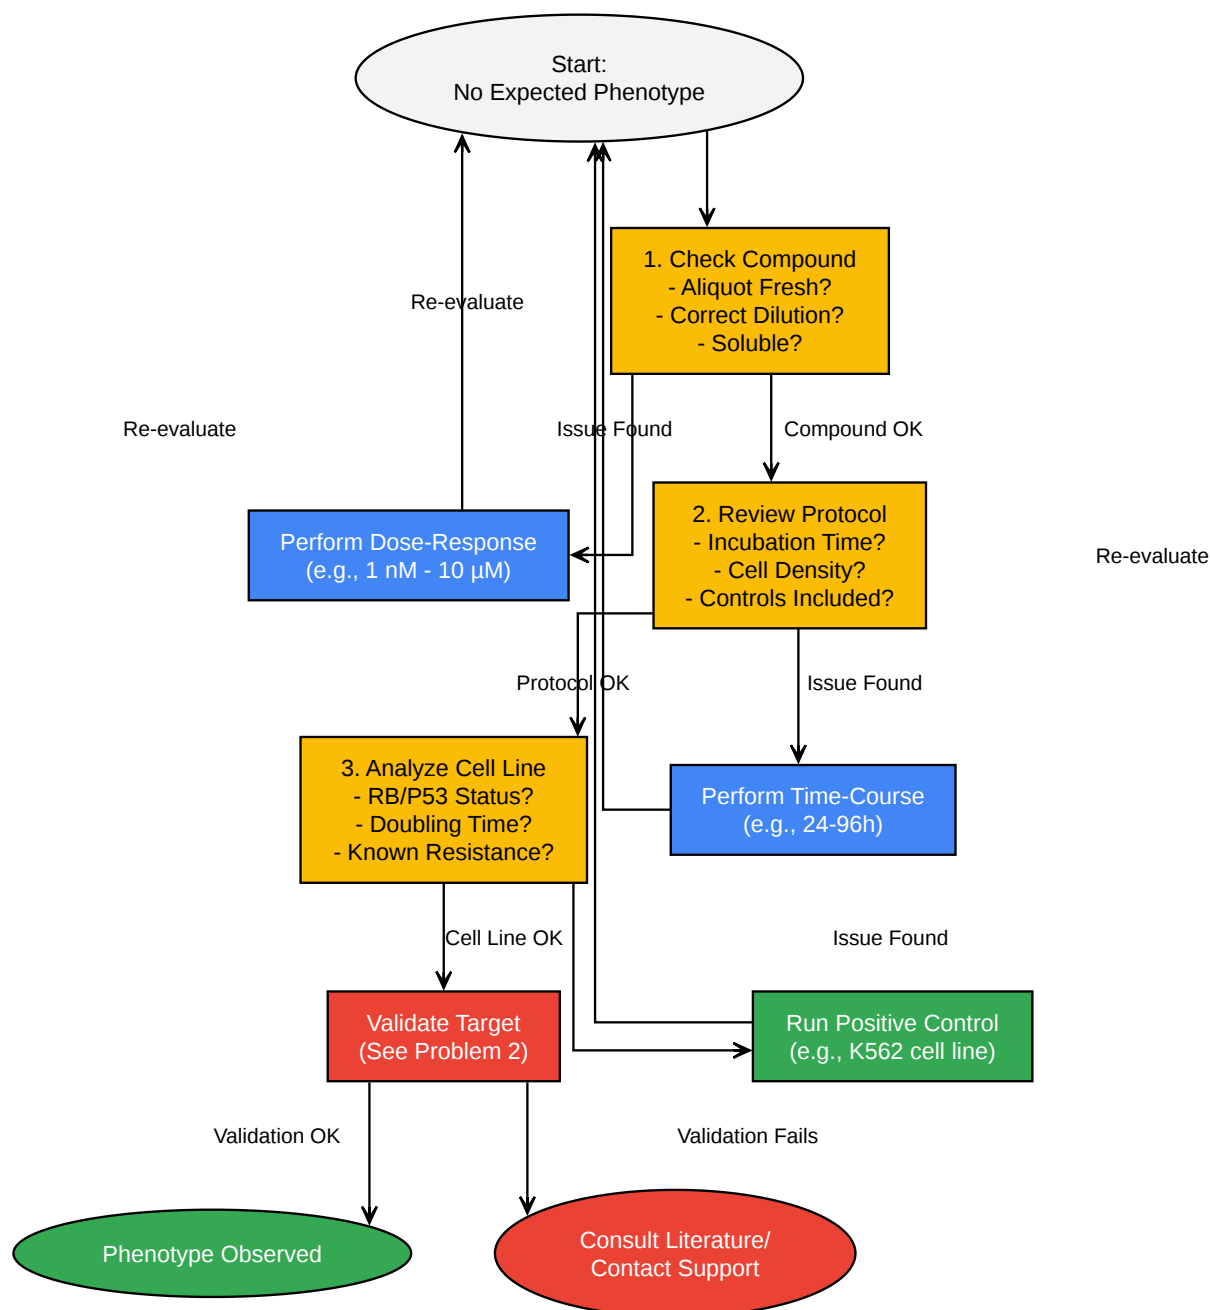 Start:
No Expected Phenotype
1. Check Compound
- Aliquot Fresh?
- Correct Dilution?
- Soluble?
Re-evaluate
Re-evaluate
Issue Found
Compound OK
Perform Dose-Response
(e.g., 1 nM - 10 µM)
2. Review Protocol
- Incubation Time?
- Cell Density?
- Controls Included?
Re-evaluate
Protocol OK
Issue Found
3. Analyze Cell Line
- RB/P53 Status?
- Doubling Time?
- Known Resistance?
Perform Time-Course
(e.g., 24-96h)
Cell Line OK
Issue Found
Validate Target
(See Problem 2)
Run Positive Control
(e.g., K562 cell line)
Validation OK
Validation Fails
Phenotype Observed
Consult Literature/
Contact Support